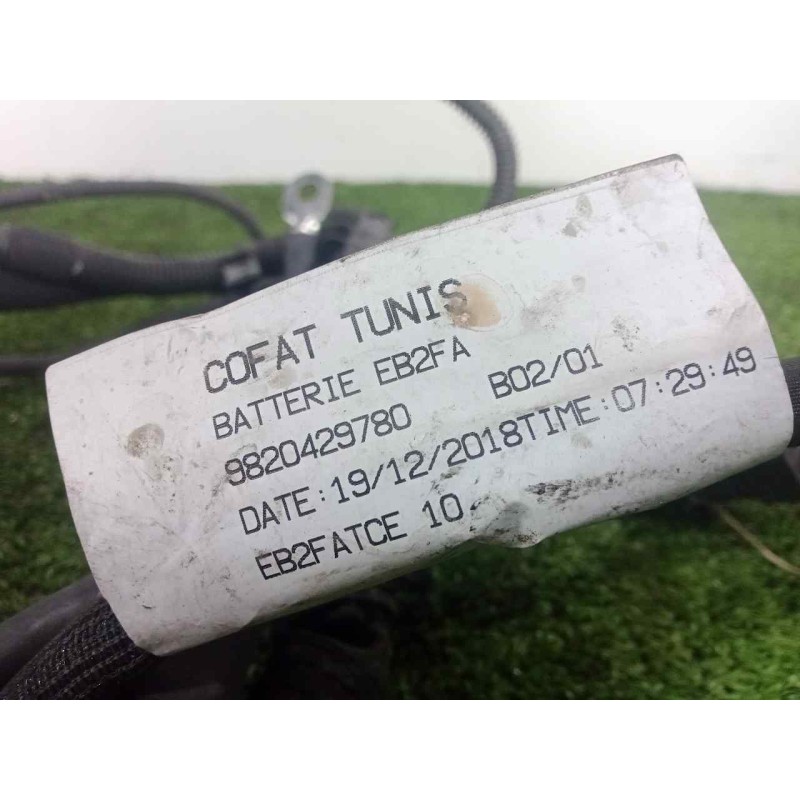 COFAT TUNIS
BATTERIE EB2FA
9820429780 B02/01
DATE:19/12/2018TIME:07:29:49
EB2FATCE 10